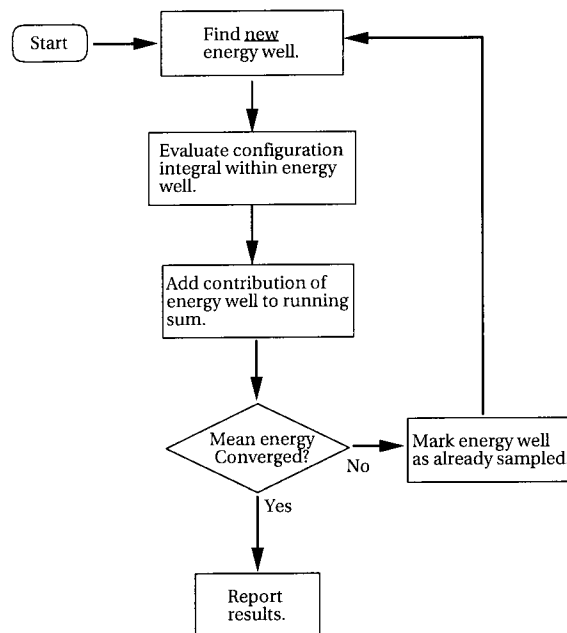 Start
Find new
energy well.
Evaluate configuration
integral within energy
well.
Add contribution of
energy well to running
sum.
Mean energy
Converged?
No
Mark energy well
as already sampled.
Yes
Report
results.